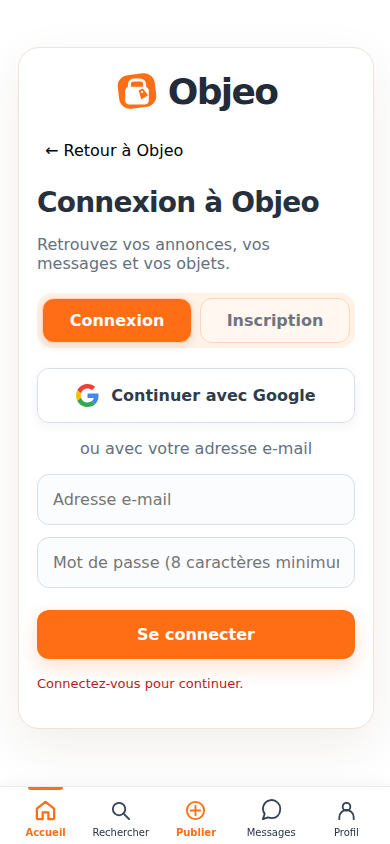 Objeo
← Retour à Objeo
Connexion à Objeo
Retrouvez vos annonces, vos
messages et vos objets.
Connexion
Inscription
Continuer avec Google
ou avec votre adresse e-mail
Adresse e-mail
Mot de passe (8 caractères
Se connecter
Connectez-vous pour continuer.
Accueil
Rechercher
Publier
Messages
Profil